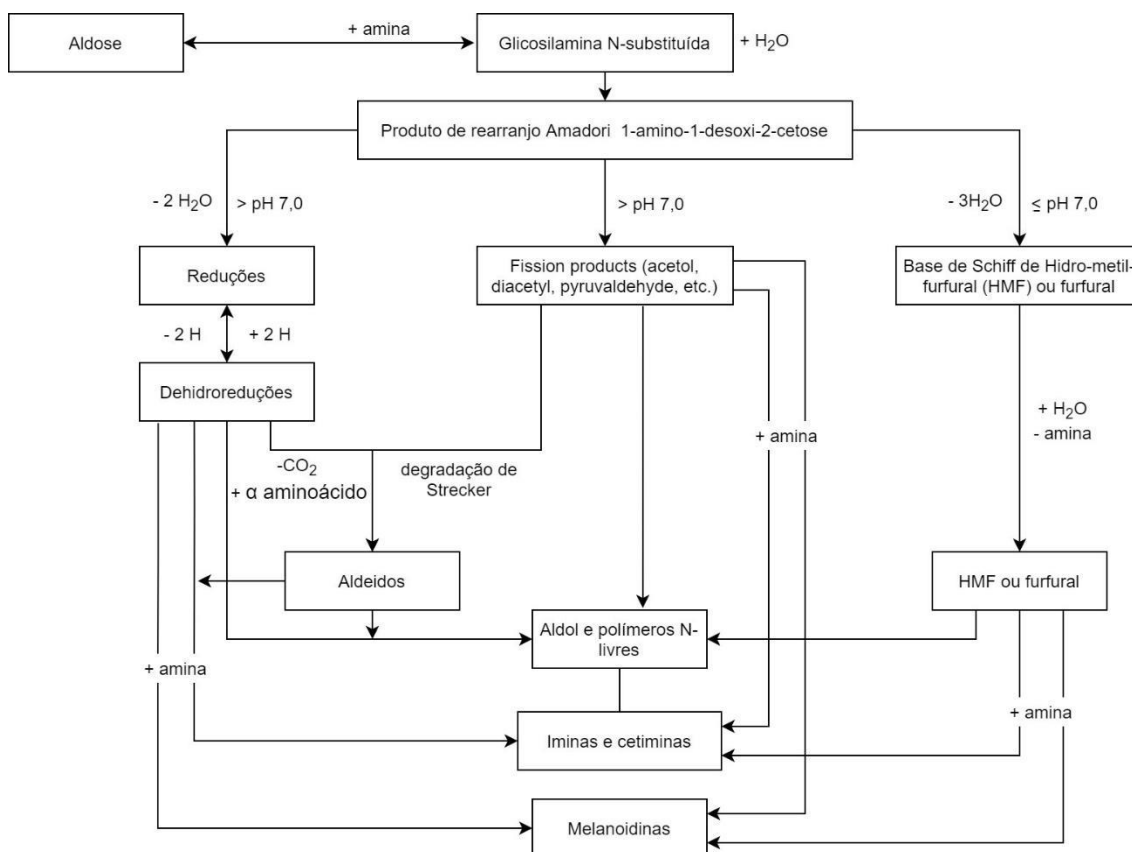 Aldose
+ amina
Glicosilamina N-substituída
+ H₂O
Produto de rearranjo Amadori 1-amino-1-desoxi-2-cetose
- 2 H₂O
> pH 7,0
> pH 7,0
- 3H₂O
≤ pH 7,0
Reduções
Fission products (acetol,
diacetyl, pyruvaldehyde, etc.)
Base de Schiff de Hidro-metil-
furfural (HMF) ou furfural
- 2 H
+ 2 H
Dehidroreduções
+ H₂O
- amina
+ amina
-CO₂
+ α aminoácido
degradação de
Strecker
Aldeidos
HMF ou furfural
Aldol e polímeros N-
livres
+ amina
+ amina
Iminas e cetiminas
Melanoidinas